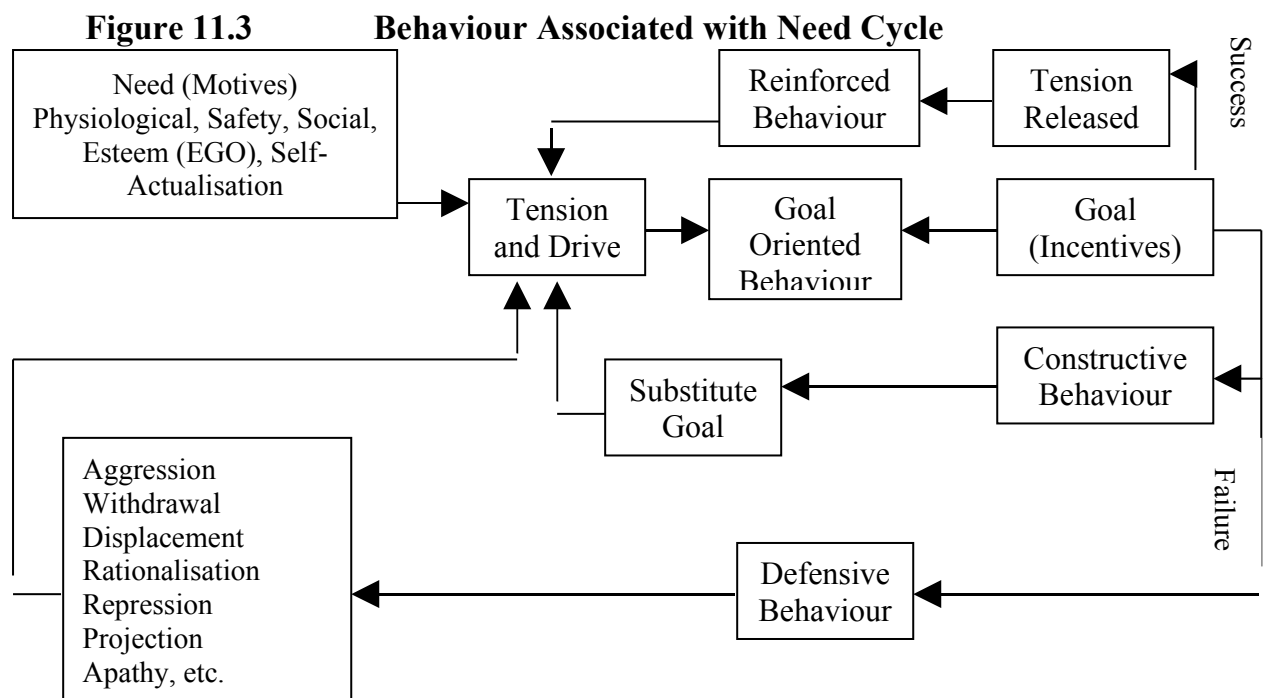 Figure 11.3 Behaviour Associated with Need Cycle
Need (Motives)
Physiological, Safety, Social,
Esteem (EGO), Self-
Actualisation
Reinforced
Behaviour
Tension
Released
Success
Tension
and Drive
Goal
Oriented
Behaviour
Goal
(Incentives)
Substitute
Goal
Constructive
Behaviour
Failure
Aggression
Withdrawal
Displacement
Rationalisation
Repression
Projection
Apathy, etc.
Defensive
Behaviour